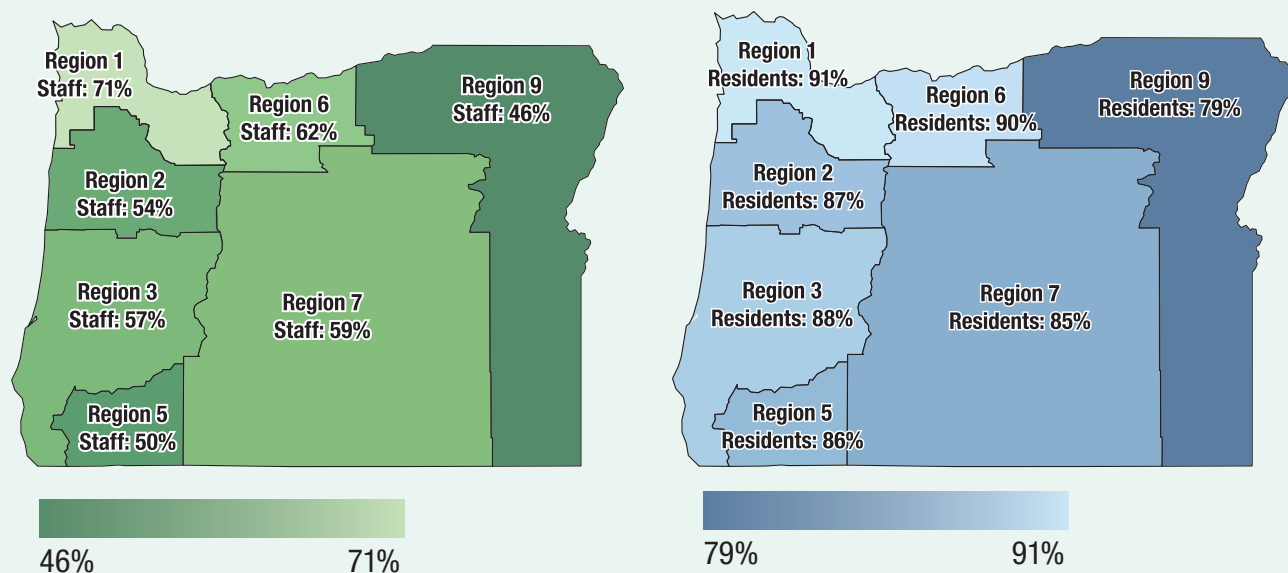 Region 1
Staff: 71%
Region 6
Staff: 62%
Region 9
Staff: 46%
Region 2
Staff: 54%
Region 3
Staff: 57%
Region 7
Staff: 59%
Region 5
Staff: 50%
46%
71%
Region 1
Residents: 91%
Region 6
Residents: 90%
Region 9
Residents: 79%
Region 2
Residents: 87%
Region 3
Residents: 88%
Region 7
Residents: 85%
Region 5
Residents: 86%
79%
91%